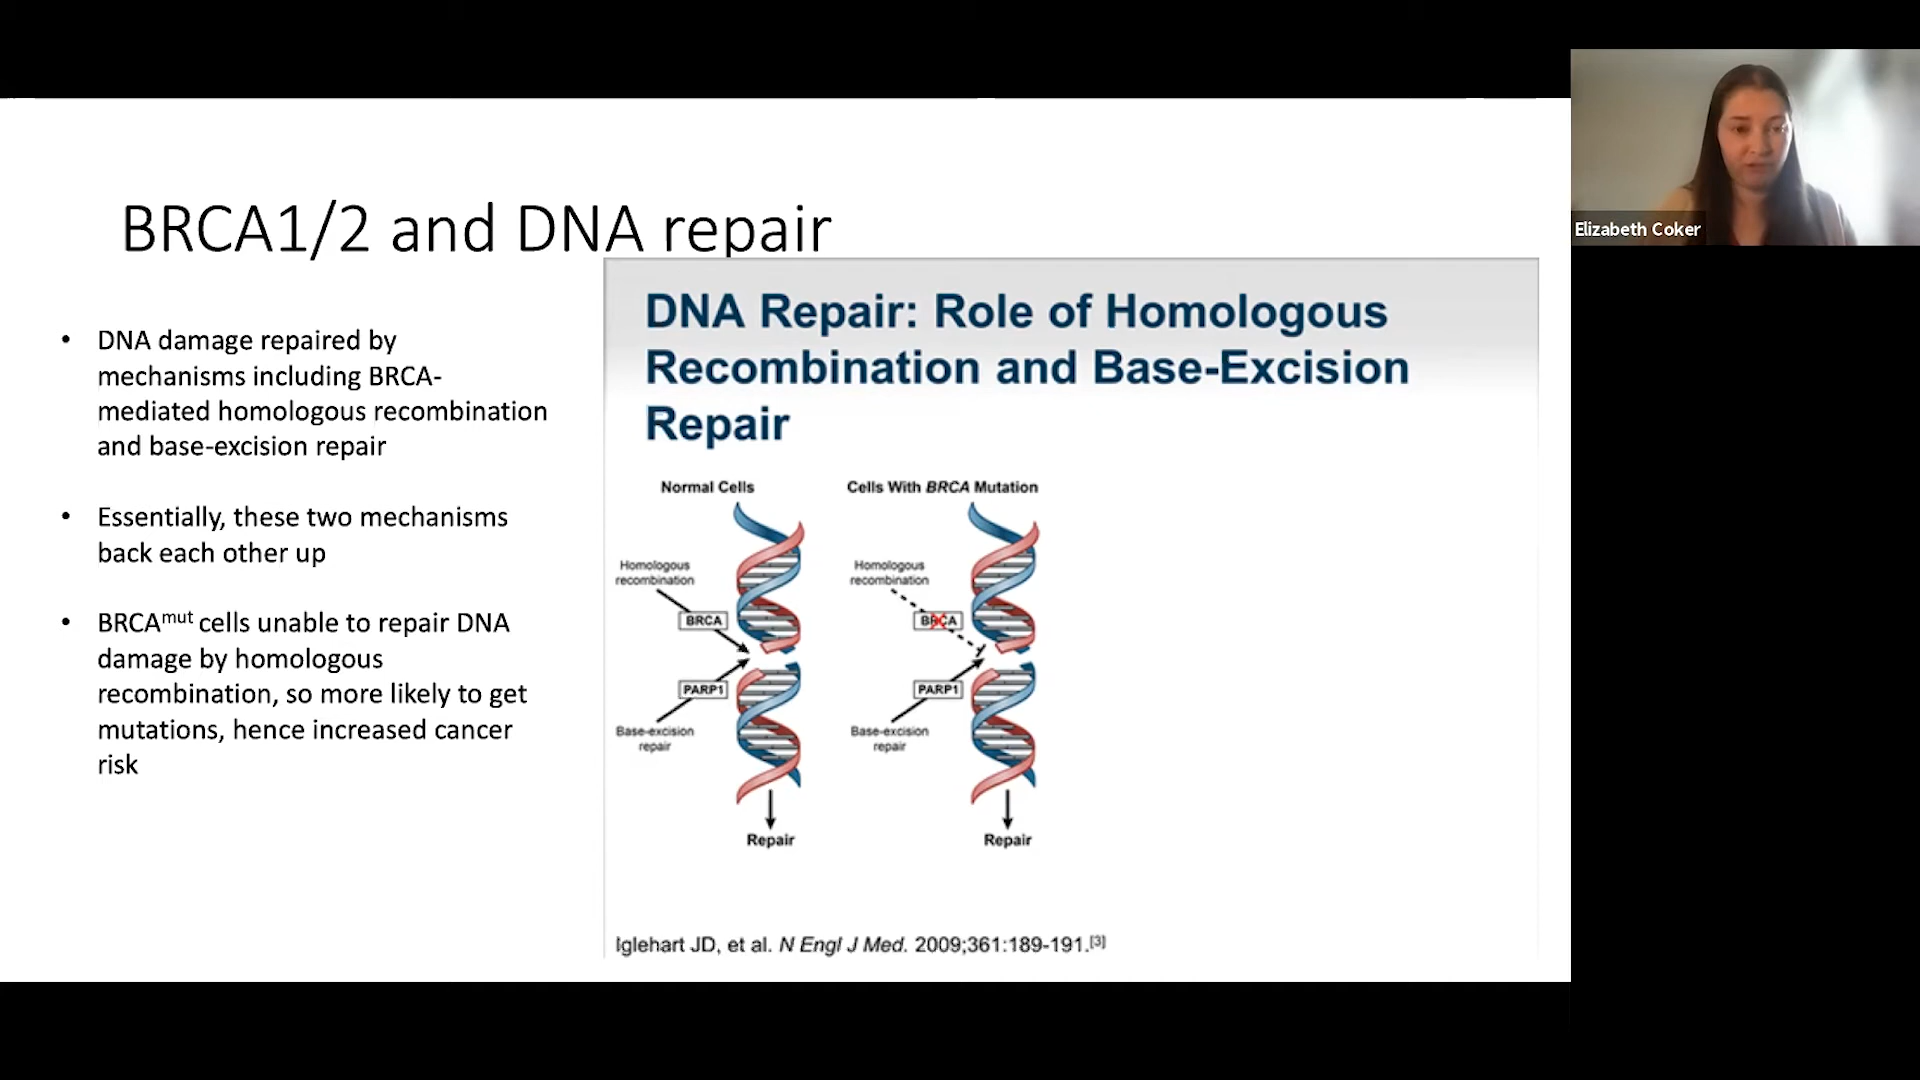 BRCA1/2 and DNA repair
• DNA damage repaired by
mechanisms including BRCA-
mediated homologous recombination
and base-excision repair
• Essentially, these two mechanisms
back each other up
• BRCAmut cells unable to repair DNA
damage by homologous
recombination, so more likely to get
mutations, hence increased cancer
risk
DNA Repair: Role of Homologous
Recombination and Base-Excision
Repair
Normal Cells
Homologous
recombination
BRCA
PARP1
Base-excision
repair
Repair
Cells With BRCA Mutation
Homologous
recombination
BRCA
PARP1
Base-excision
repair
Repair
Iglehart JD, et al. N Engl J Med. 2009;361:189-191.[3]
Elizabeth Coker